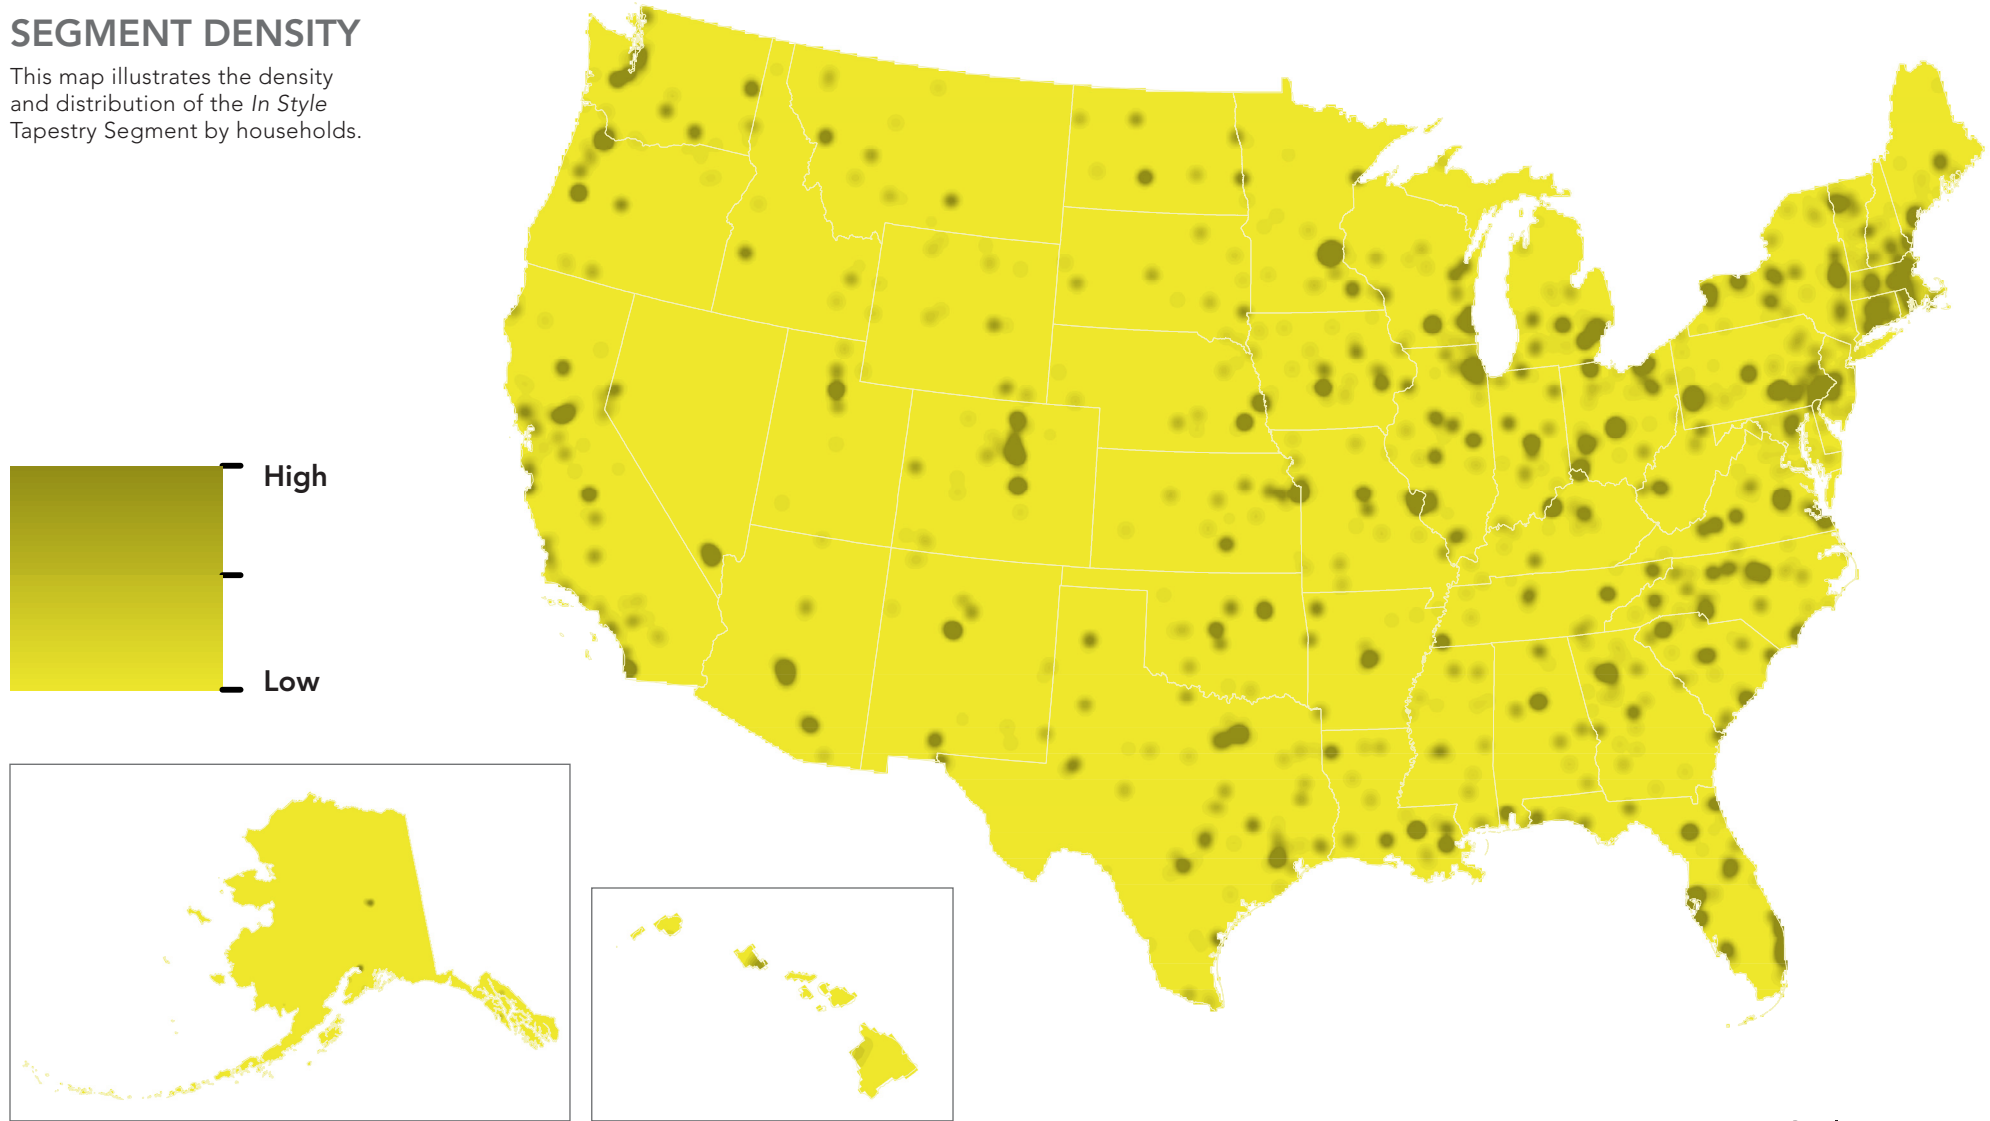 SEGMENT DENSITY
This map illustrates the density
and distribution of the In Style
Tapestry Segment by households.
High
Low